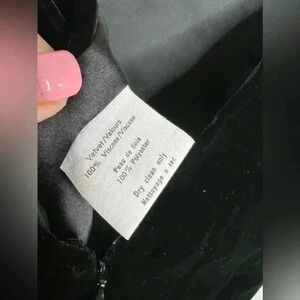 Velvet/Velours
100% Viscose/Viscose
Peau de Soie
100% Polyester
Dry clean only
Nettoyage a sec